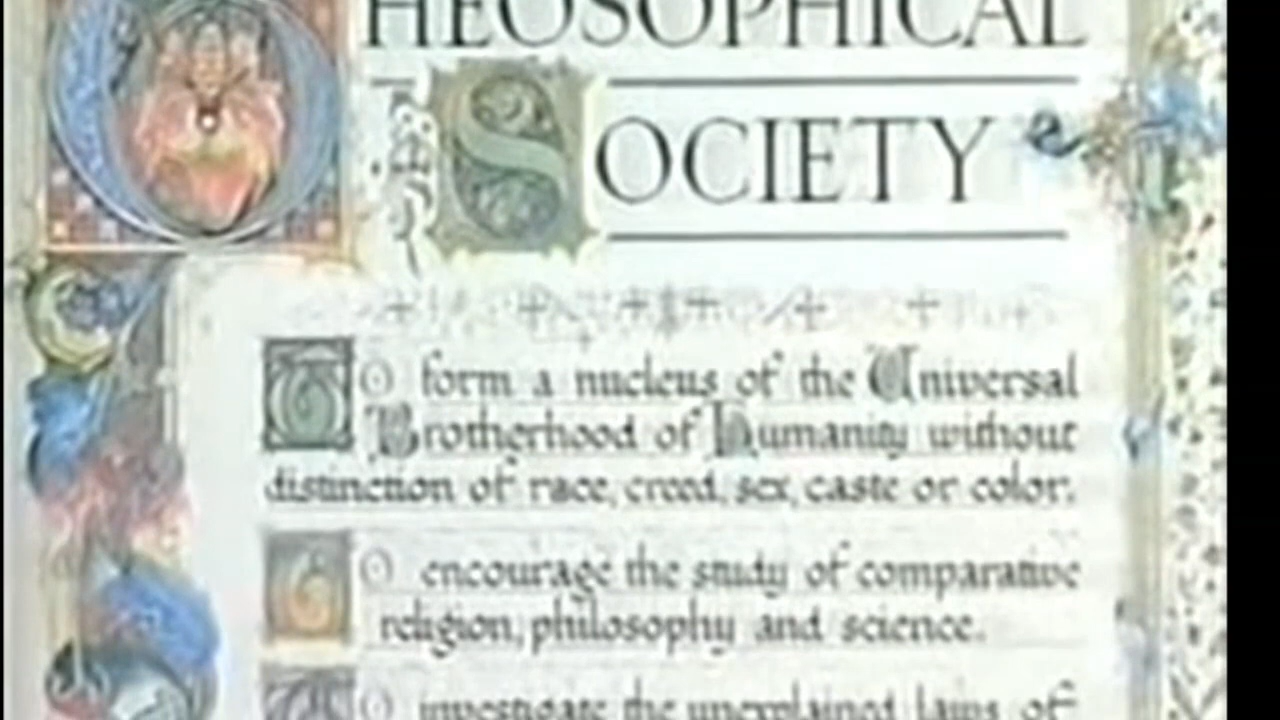 THEOSOPHICAL
SOCIETY
To form a nucleus of the Universal
Brotherhood of Humanity without
distinction of race, creed, sex, caste or color.
To encourage the study of comparative
religion, philosophy and science.
To investigate the unexplained laws of